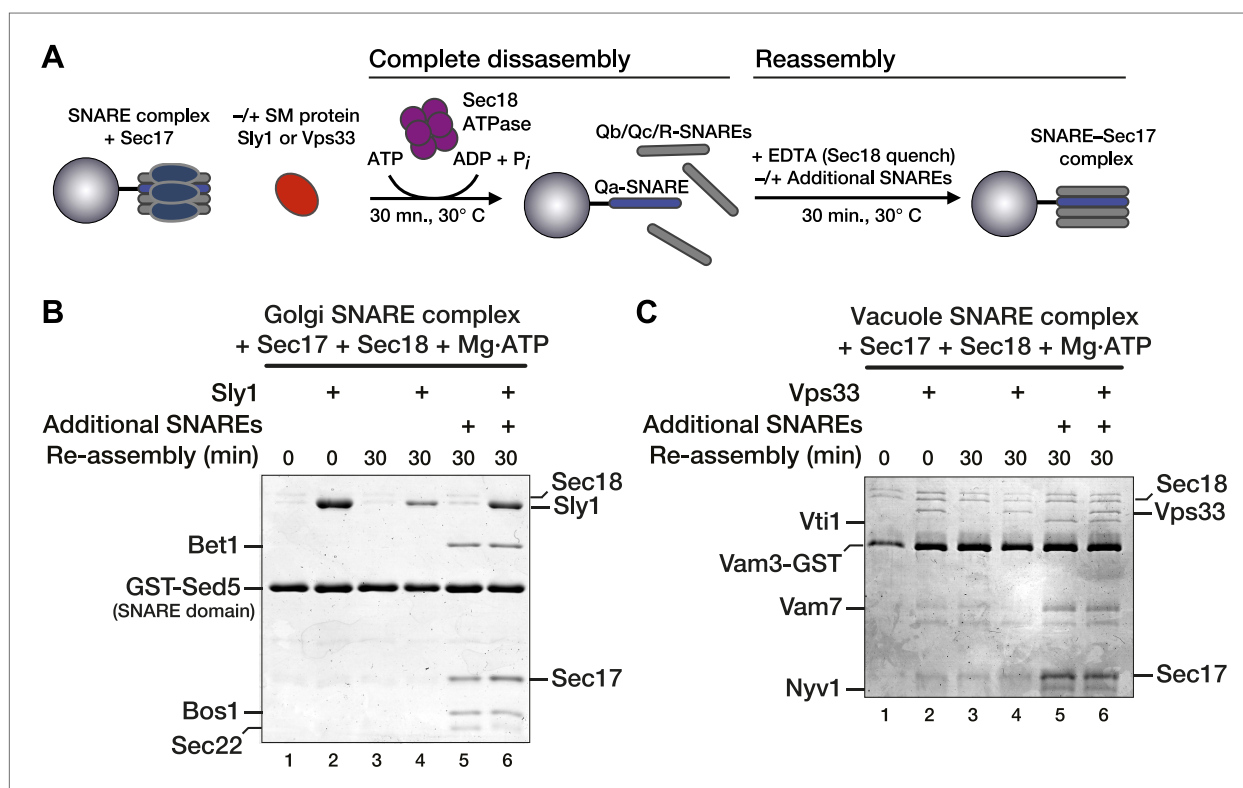 A
Complete disassembly
Reassembly
SNARE complex
+ Sec17
–/+ SM protein
Sly1 or Vps33
Sec18
ATPase
ATP
ADP + Pi
30 mn., 30° C
Qa-SNARE
Qb/Qc/R-SNAREs
+ EDTA (Sec18 quench)
–/+ Additional SNAREs
30 min., 30° C
SNARE–Sec17
complex
B
Golgi SNARE complex
+ Sec17 + Sec18 + Mg·ATP
Sly1 + + +
Additional SNAREs + +
Re-assembly (min) 0 0 30 30 30 30
Sec18
Sly1
Bet1
GST-Sed5
(SNARE domain)
Sec17
Bos1
Sec22
1 2 3 4 5 6
C
Vacuole SNARE complex
+ Sec17 + Sec18 + Mg·ATP
Vps33 + + +
Additional SNAREs + +
Re-assembly (min) 0 0 30 30 30 30
Sec18
Vps33
Vti1
Vam3-GST
Vam7
Sec17
Nyv1
1 2 3 4 5 6